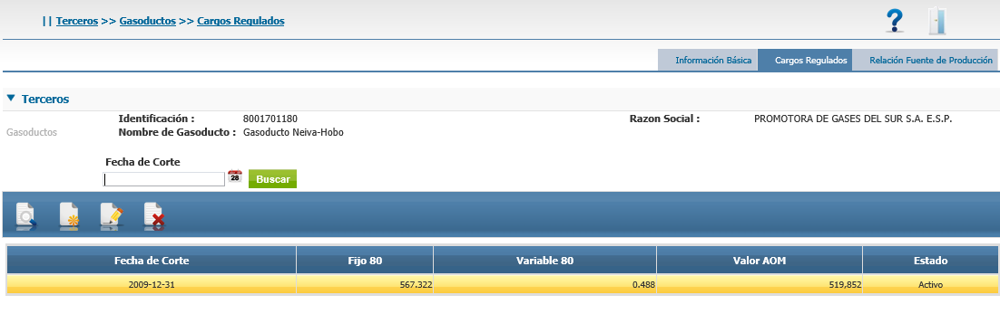 || Terceros >> Gasoductos >> Cargos Regulados
Información Básica Cargos Regulados Relación Fuente de Producción
Terceros
Identificación : 8001701180 Razon Social : PROMOTORA DE GASES DEL SUR S.A. E.S.P.
Gasoductos Nombre de Gasoducto : Gasoducto Neiva-Hobo
Fecha de Corte
28 Buscar
Fecha de Corte Fijo 80 Variable 80 Valor AOM Estado
2009-12-31 567.322 0.488 519,852 Activo